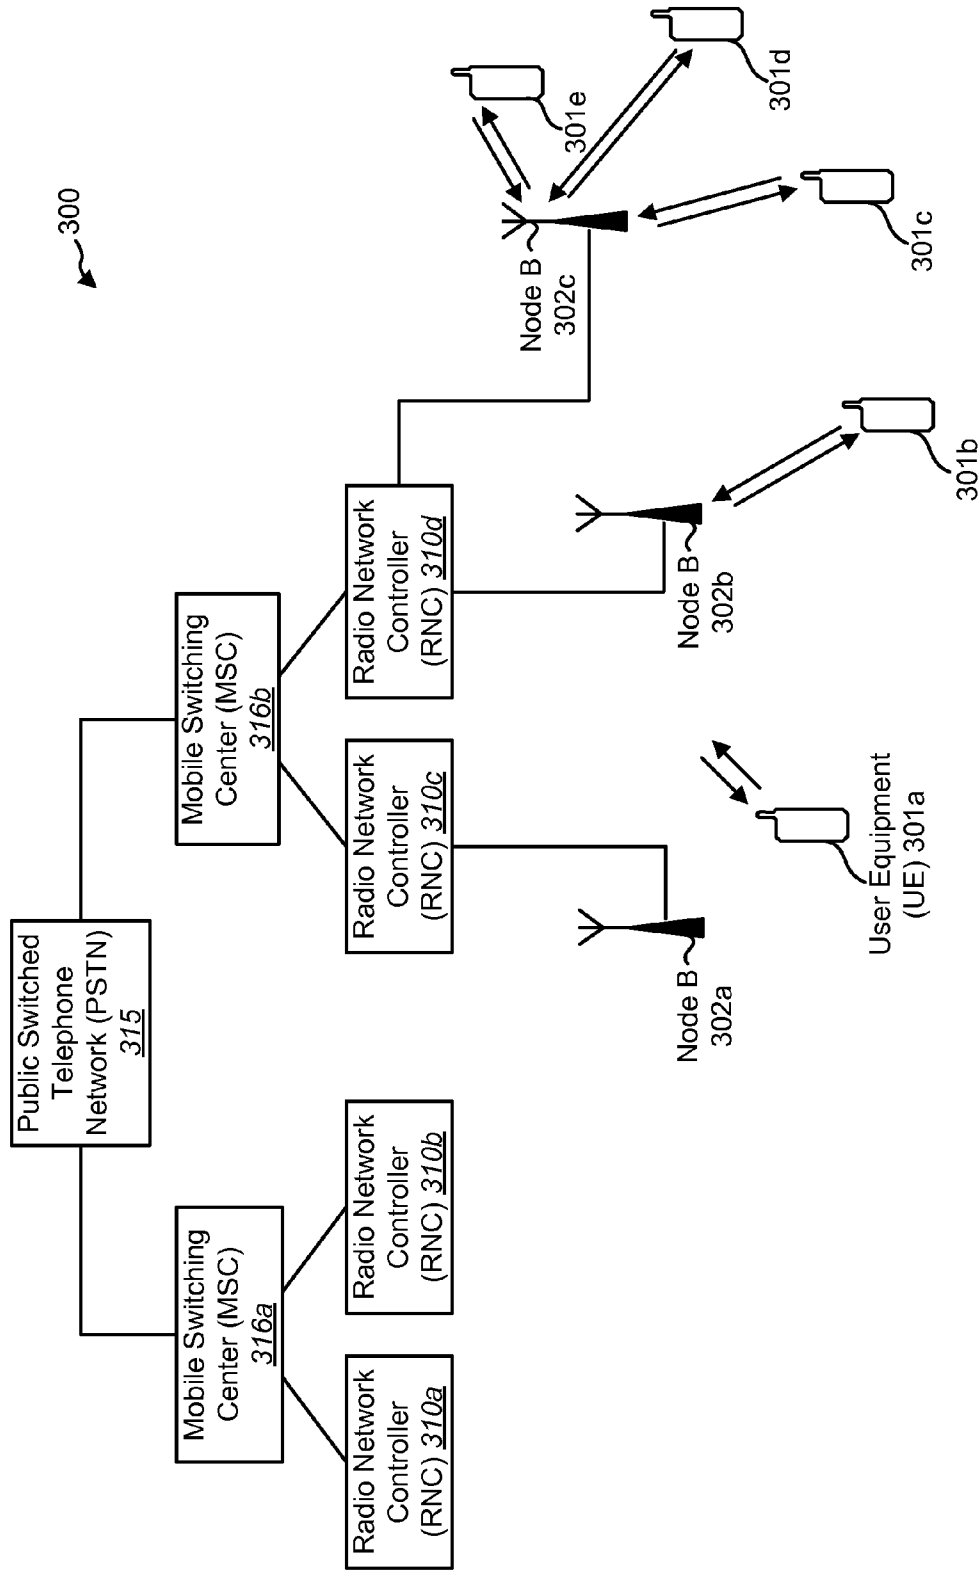 300
Public Switched
Telephone
Network (PSTN)
315
Mobile Switching
Center (MSC)
316a
Mobile Switching
Center (MSC)
316b
Radio Network
Controller
(RNC) 310a
Radio Network
Controller
(RNC) 310b
Radio Network
Controller
(RNC) 310c
Radio Network
Controller
(RNC) 310d
Node B
302a
Node B
302b
Node B
302c
User Equipment
(UE) 301a
301b
301c
301d
301e